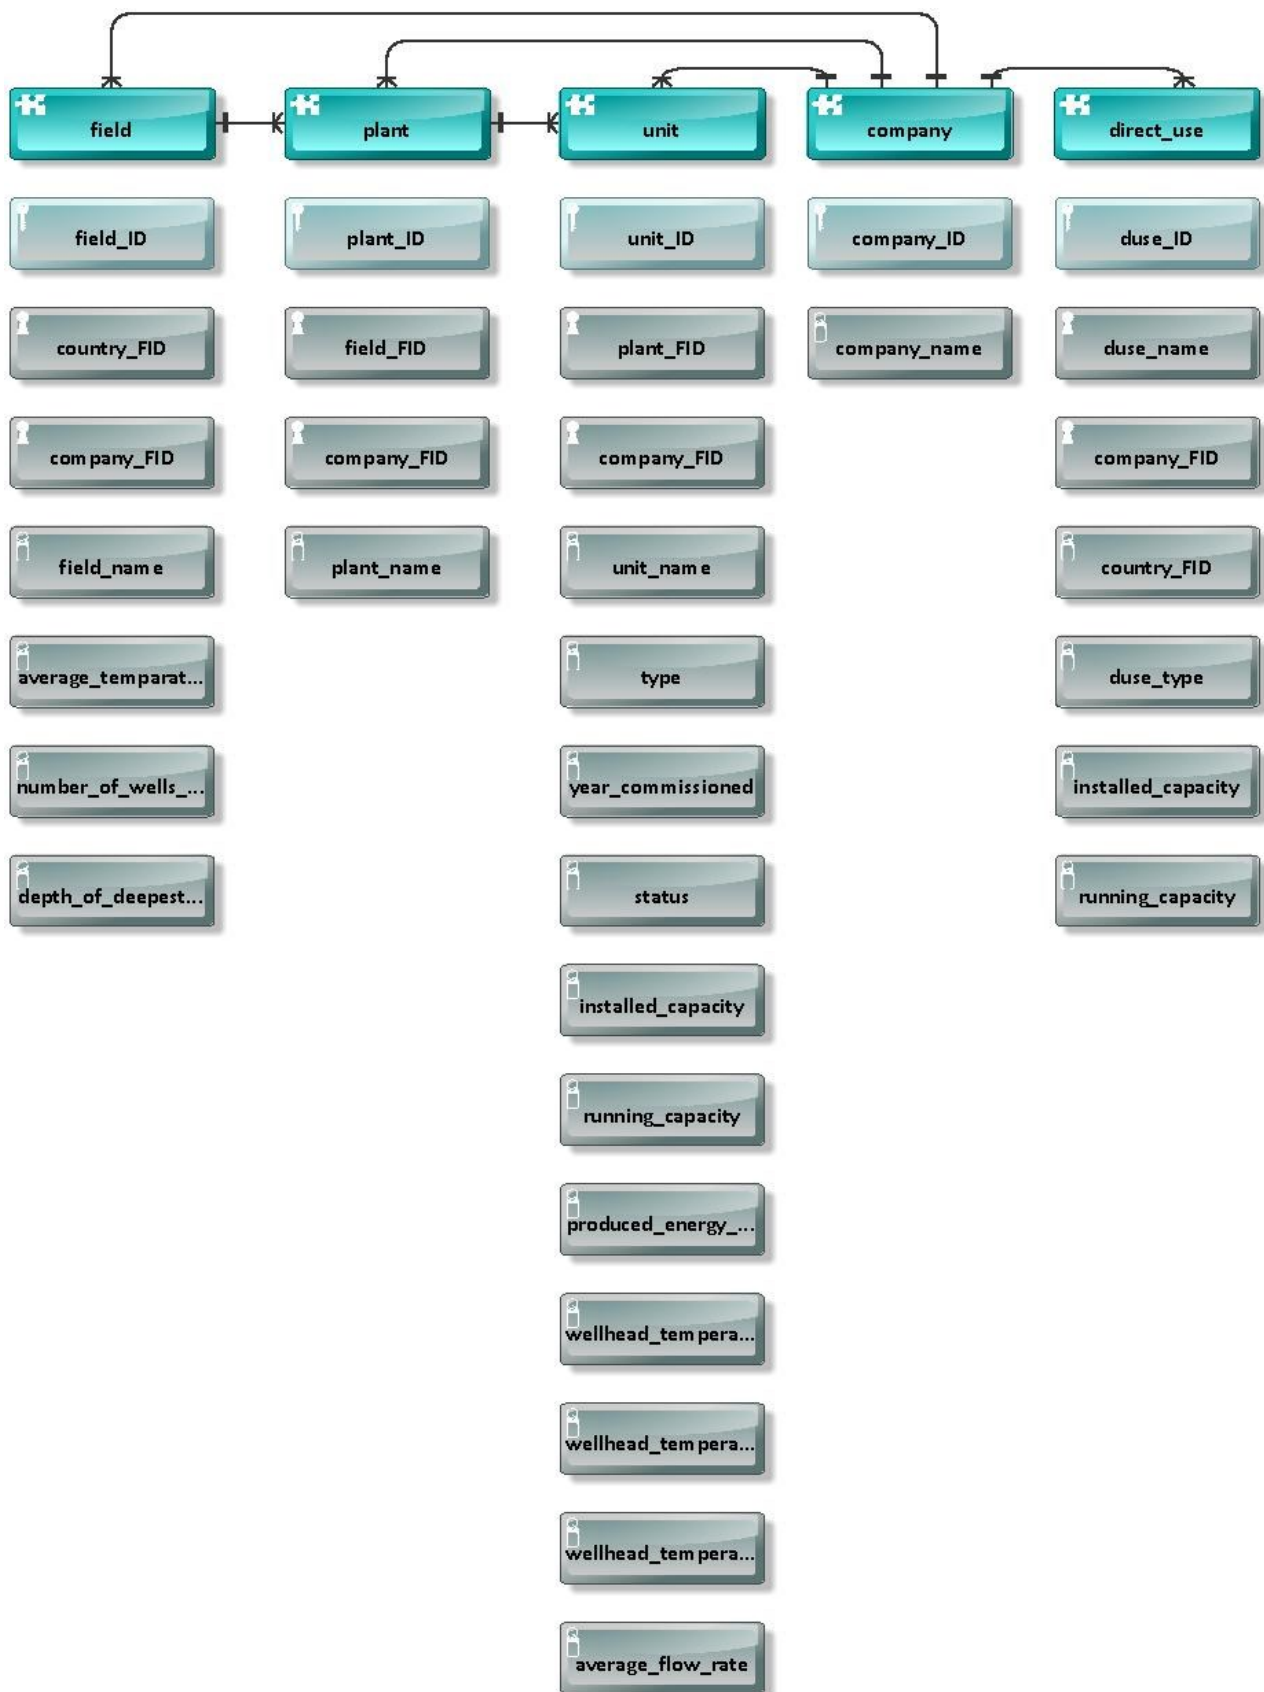 field
plant
unit
company
direct_use
field_ID
plant_ID
unit_ID
company_ID
duse_ID
country_FID
field_FID
plant_FID
company_name
duse_name
company_FID
company_FID
company_FID
company_FID
field_name
plant_name
unit_name
country_FID
average_temparat...
type
duse_type
number_of_wells_...
year_commissioned
installed_capacity
depth_of_deepest...
status
running_capacity
installed_capacity
running_capacity
produced_energy_...
wellhead_tempera...
wellhead_tempera...
wellhead_tempera...
average_flow_rate